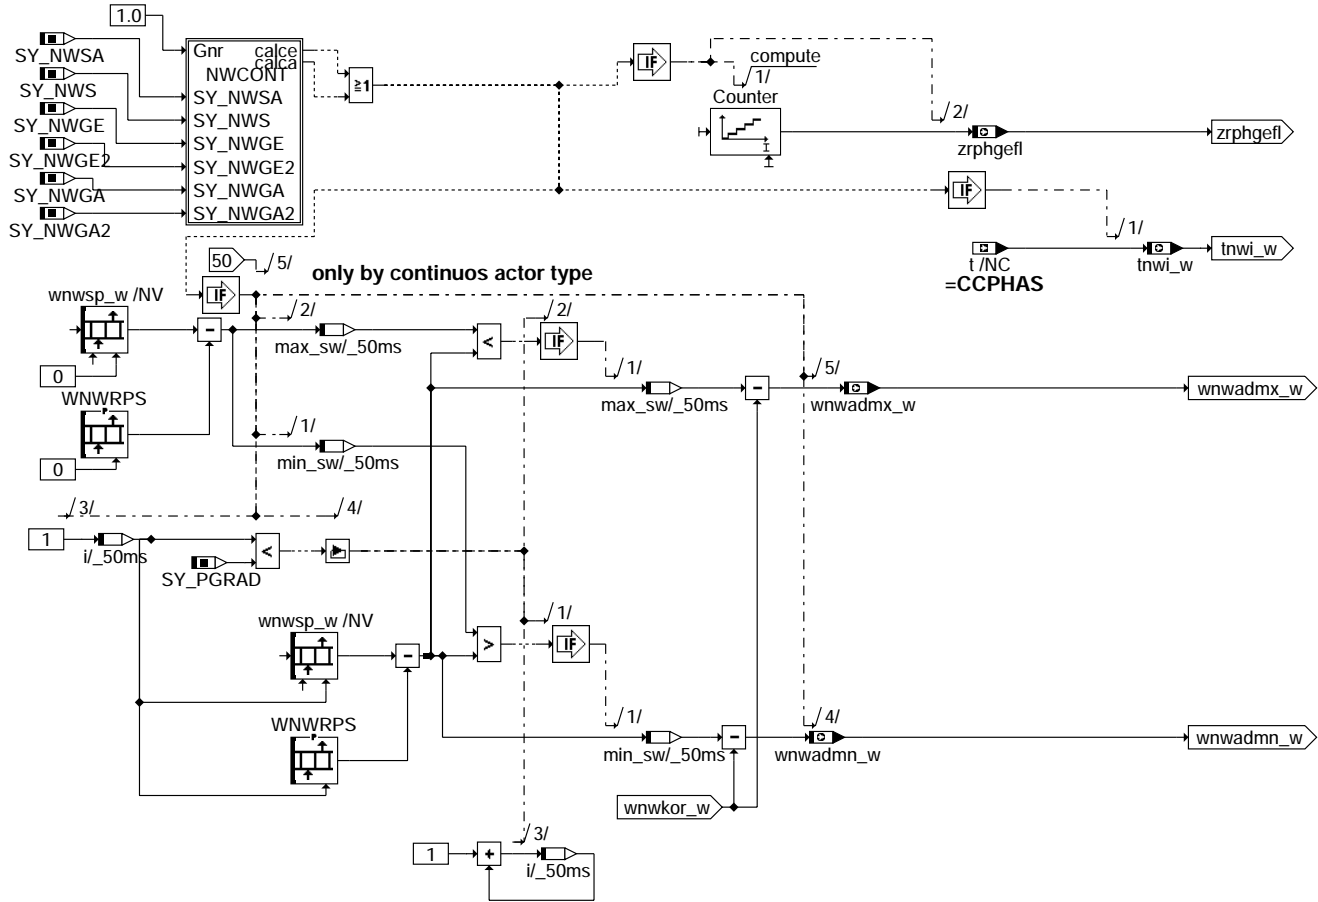 1.0
SY_NWSA
SY_NWS
SY_NWGE
SY_NWGE2
SY_NWGA
SY_NWGA2
Gnr
calce
calca
NWCONT
SY_NWSA
SY_NWS
SY_NWGE
SY_NWGE2
SY_NWGA
SY_NWGA2
≥1
IF
compute
/1/
Counter
I
/2/
zrphgefl
zrphgefl
IF
/1/
t /NC
=CCPHAS
tnwi_w
tnwi_w
50
/5/
only by continuos actor type
IF
wnwsp_w /NV
0
WNWRPS
P
0
-
/2/
max_sw/_50ms
<
/2/
IF
/1/
max_sw/_50ms
-
/5/
wnwadmx_w
wnwadmx_w
/1/
min_sw/_50ms
/3/
/4/
1
i/_50ms
SY_PGRAD
<
wnwsp_w /NV
-
WNWRPS
P
>
/1/
IF
/1/
min_sw/_50ms
-
/4/
wnwadmn_w
wnwadmn_w
wnwkor_w
1
+
/3/
i/_50ms